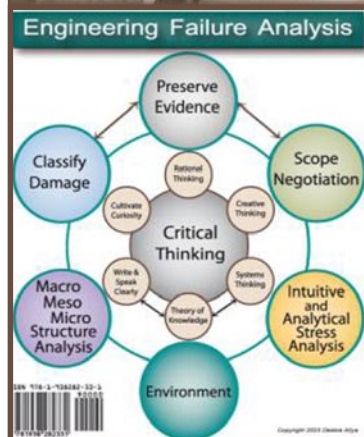 Engineering Failure Analysis
Preserve
Evidence
Classify
Damage
Scope
Negotiation
Rational
Thinking
Cultivate
Curiosity
Creative
Thinking
Critical
Thinking
Write &
Speak
Clearly
Systems
Thinking
Theory of
Knowledge
Macro
Meso
Micro
Structure
Analysis
Intuitive
and
Analytical
Stress
Analysis
Environment
90000